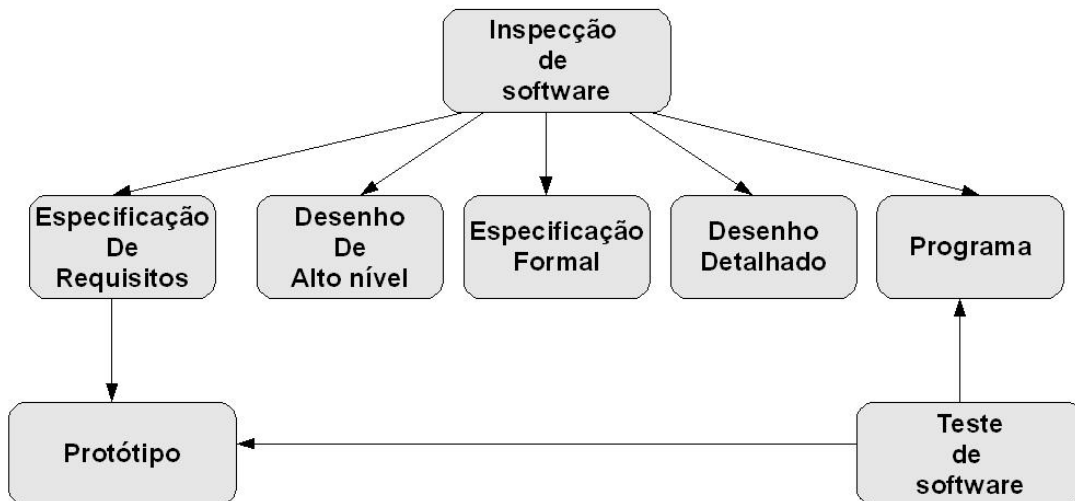 Inspecção
de
software
Especificação
De
Requisitos
Desenho
De
Alto nível
Especificação
Formal
Desenho
Detalhado
Programa
Protótipo
Teste
de
software